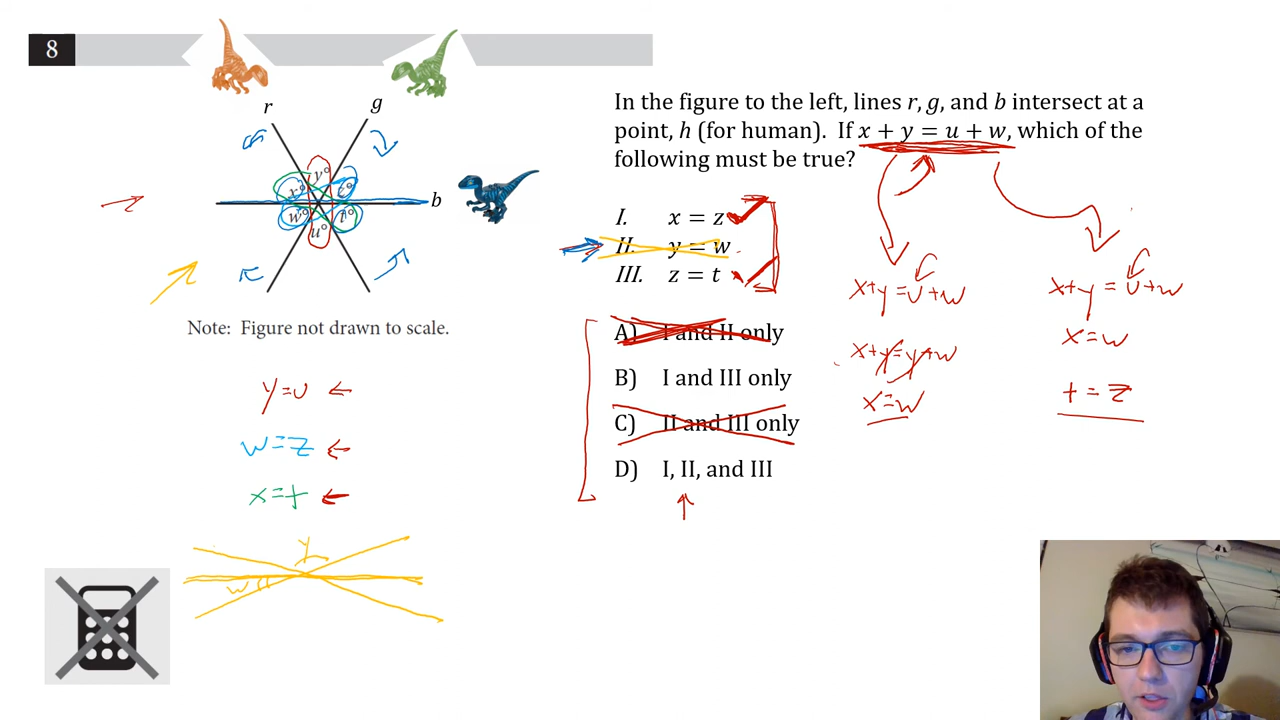 8
r
g
b
x°
y°
z°
w°
u°
t°
In the figure to the left, lines r, g, and b intersect at a
point, h (for human). If x + y = u + w, which of the
following must be true?
I. x = z
II. y = w
III. z = t
A) I and II only
B) I and III only
C) II and III only
D) I, II, and III
Note: Figure not drawn to scale.
y=u
w=z
x=t
y
w
x+y=u+w
x+y=y+w
x=w
x+y=u+w
x=w
t=z